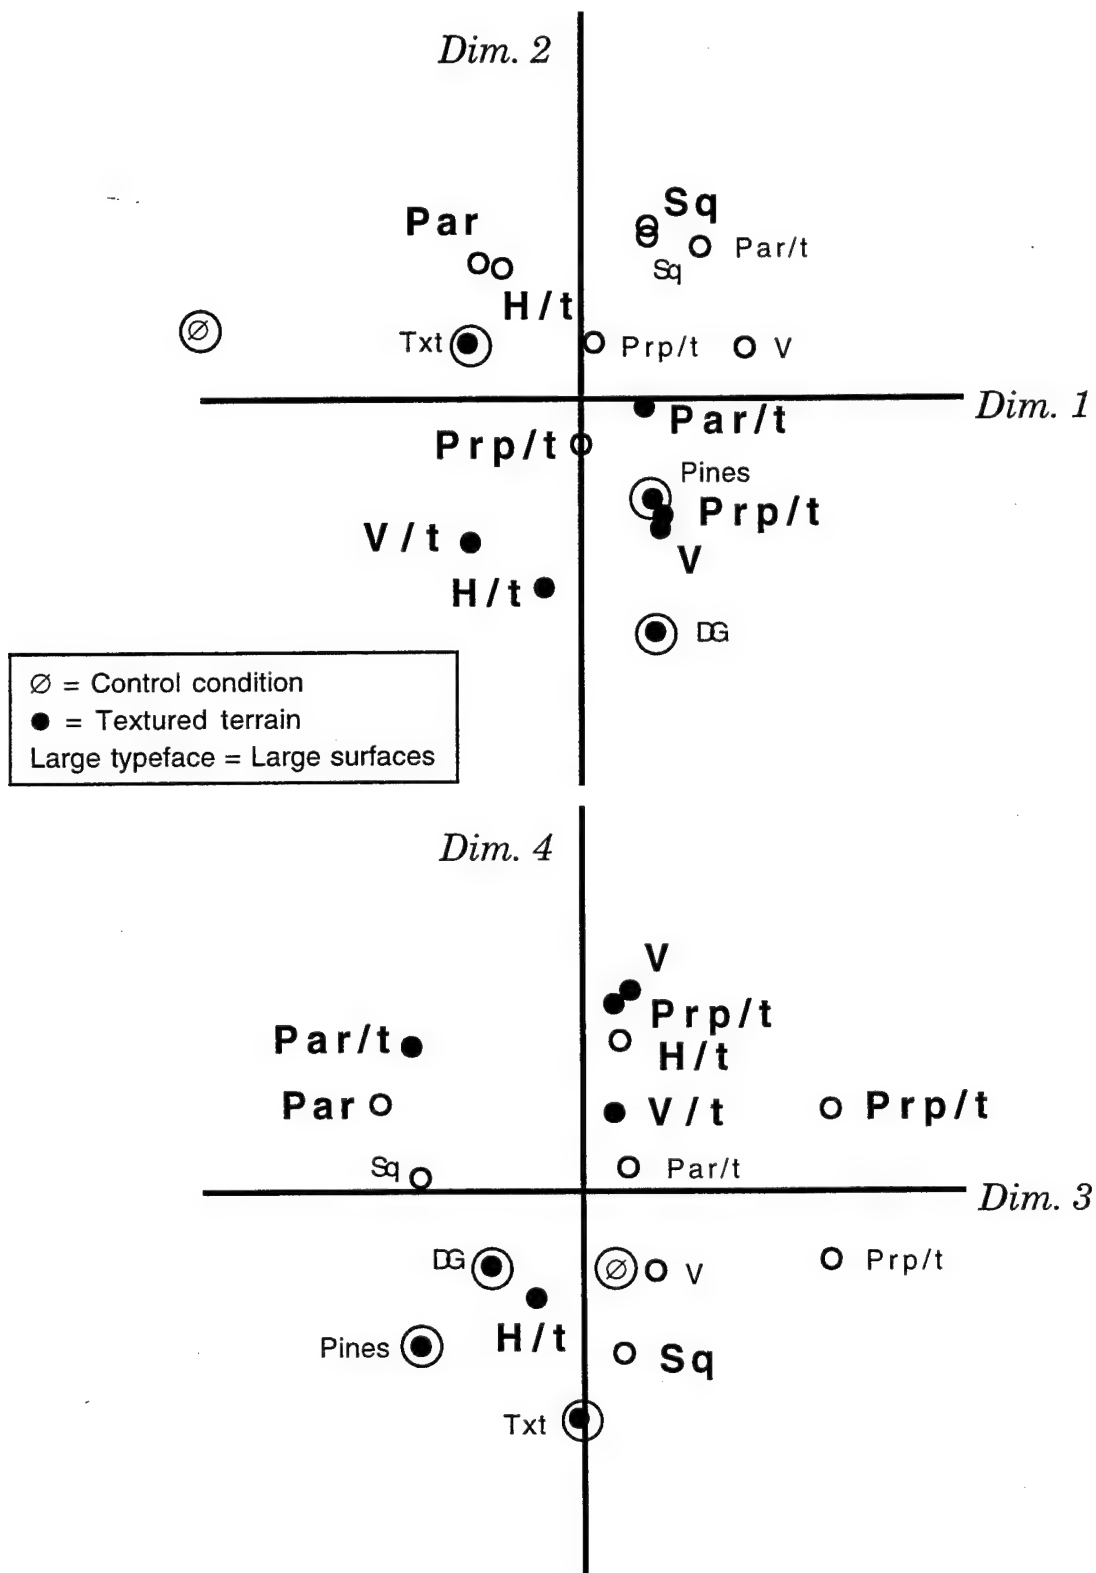 Dim. 2
Sq
Par
Par/t
Sq
H/t
∅
Txt
Prp/t
V
Dim. 1
Par/t
Prp/t
Pines
Prp/t
V/t
V
H/t
DG
∅ = Control condition
● = Textured terrain
Large typeface = Large surfaces
Dim. 4
V
Prp/t
Par/t
H/t
Par
V/t
Prp/t
Sq
Par/t
Dim. 3
DG
∅
V
Prp/t
H/t
Pines
Sq
Txt